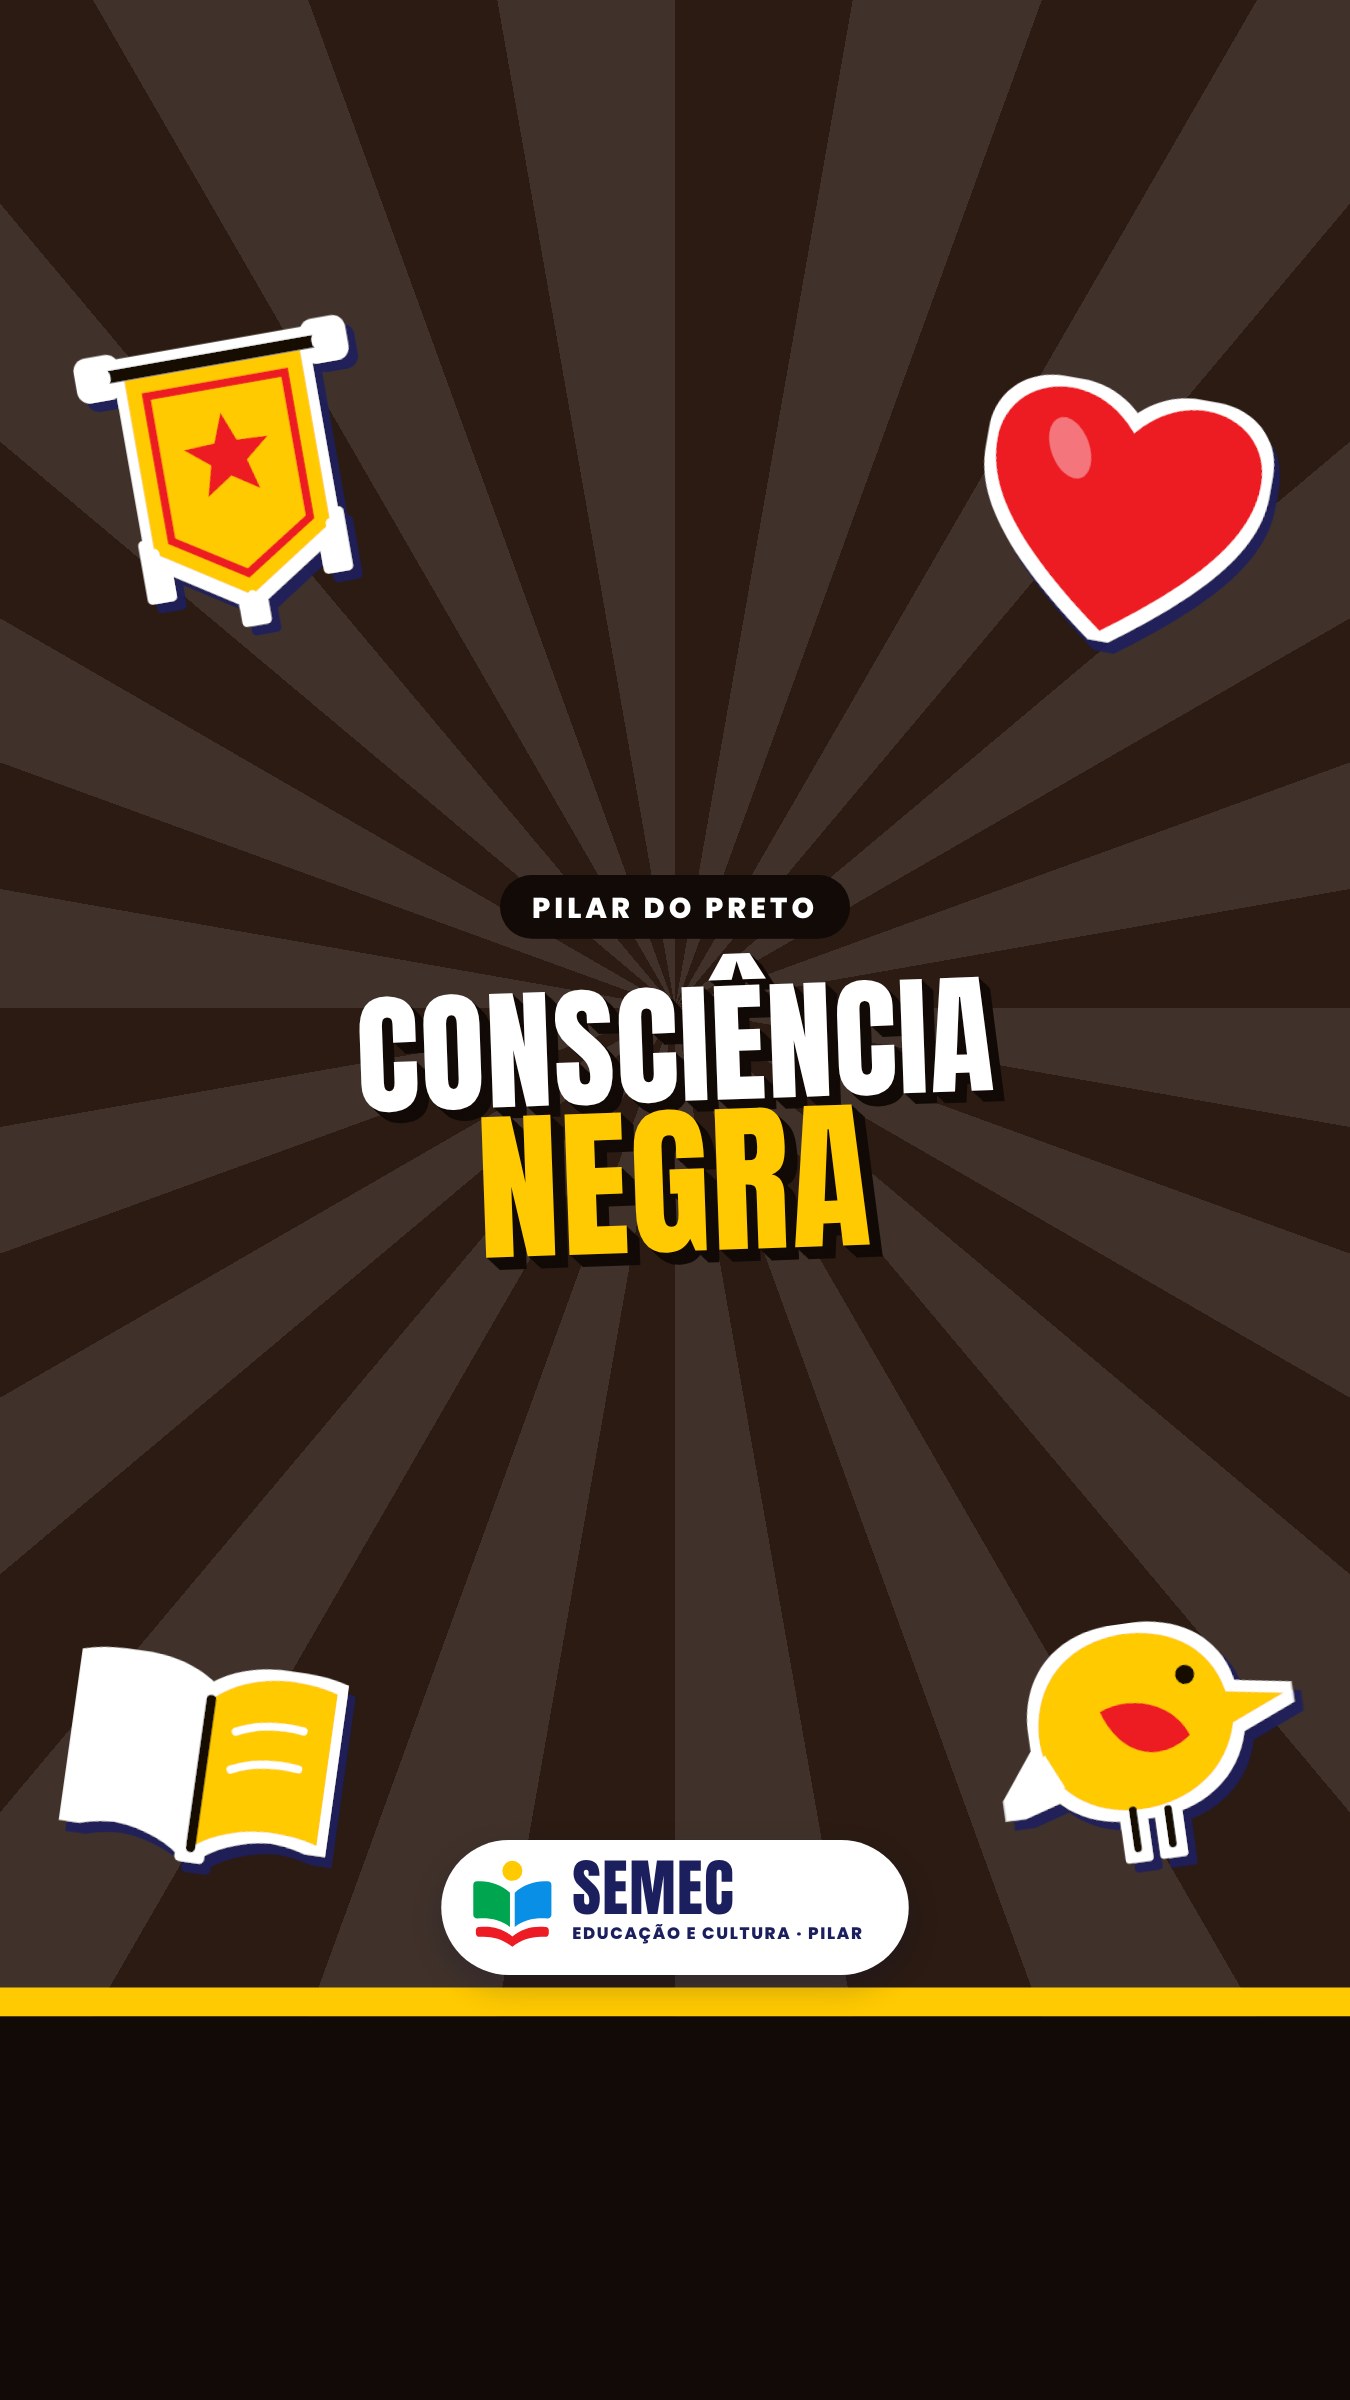 PILAR DO PRETO
CONSCIÊNCIA
NEGRA
SEMEC
EDUCAÇÃO E CULTURA · PILAR